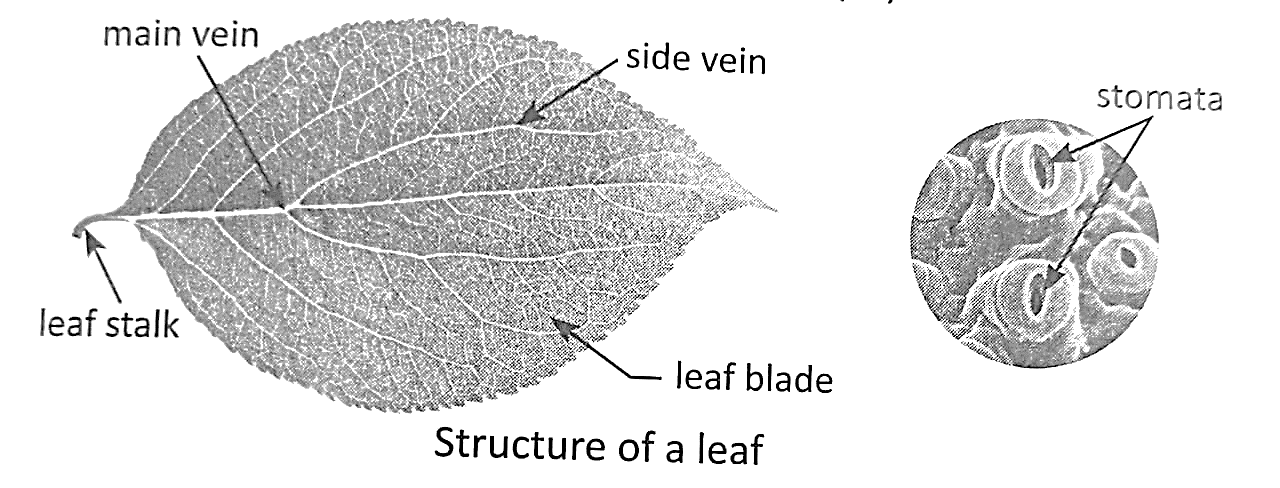 main vein
side vein
stomata
leaf stalk
leaf blade
Structure of a leaf